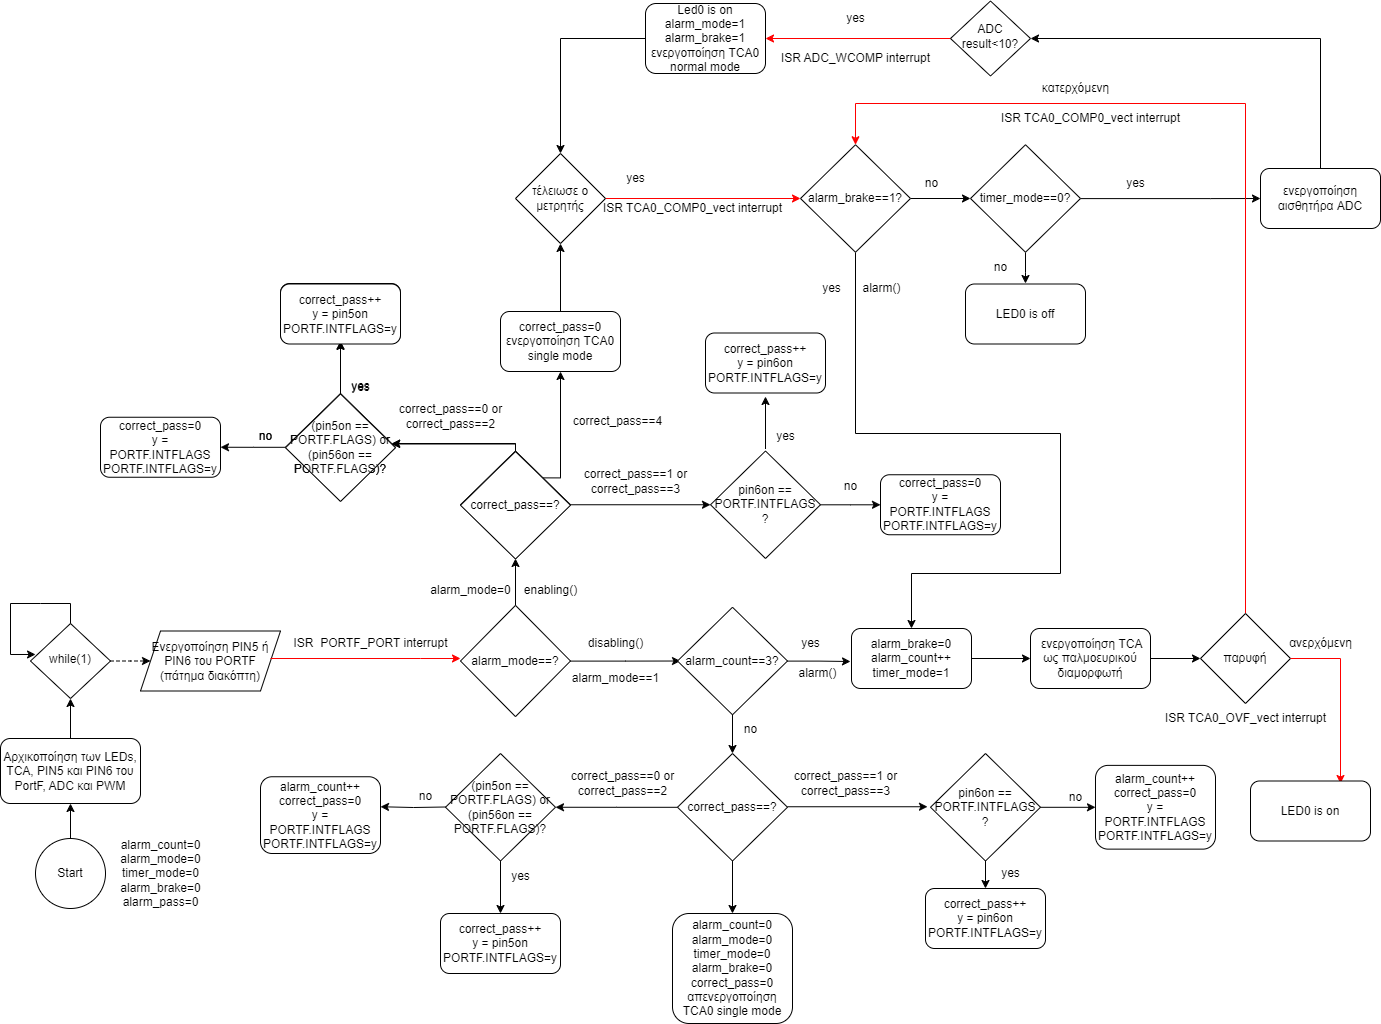 Led0 is on
alarm_mode=1
alarm_brake=1
ενεργοποίηση TCA0
normal mode
yes
ISR ADC_WCOMP interrupt
ADC
result<10?
κατερχόμενη
ISR TCA0_COMP0_vect interrupt
τέλειωσε ο
μετρητής
yes
ISR TCA0_COMP0_vect interrupt
alarm_brake==1?
no
timer_mode==0?
yes
ενεργοποίηση
αισθητήρα ADC
no
LED0 is off
yes
alarm()
correct_pass++
y = pin5on
PORTF.INTFLAGS=y
correct_pass=0
ενεργοποίηση TCA0
single mode
correct_pass++
y = pin6on
PORTF.INTFLAGS=y
yes
correct_pass==0 or
correct_pass==2
correct_pass==4
correct_pass=0
y =
PORTF.INTFLAGS
PORTF.INTFLAGS=y
no
(pin5on ==
PORTF.FLAGS) or
(pin56on ==
PORTF.FLAGS)?
yes
correct_pass==?
correct_pass==1 or
correct_pass==3
pin6on ==
PORTF.INTFLAGS
?
no
correct_pass=0
y =
PORTF.INTFLAGS
PORTF.INTFLAGS=y
alarm_mode=0
enabling()
while(1)
Ενεργοποίηση PIN5 ή
PIN6 του PORTF
(πάτημα διακόπτη)
ISR  PORTF_PORT interrupt
alarm_mode==?
disabling()
alarm_mode==1
alarm_count==3?
yes
alarm()
alarm_brake=0
alarm_count++
timer_mode=1
ενεργοποίηση TCA
ως παλμοευρικού
διαμορφωτή
παρυφή
ανερχόμενη
ISR TCA0_OVF_vect interrupt
no
Αρχικοποίηση των LEDs,
TCA, PIN5 και PIN6 του
PortF, ADC και PWM
alarm_count++
correct_pass=0
y =
PORTF.INTFLAGS
PORTF.INTFLAGS=y
no
(pin5on ==
PORTF.FLAGS) or
(pin56on ==
PORTF.FLAGS)?
correct_pass==0 or
correct_pass==2
correct_pass==?
correct_pass==1 or
correct_pass==3
pin6on ==
PORTF.INTFLAGS
?
no
alarm_count++
correct_pass=0
y =
PORTF.INTFLAGS
PORTF.INTFLAGS=y
LED0 is on
Start
alarm_count=0
alarm_mode=0
timer_mode=0
alarm_brake=0
alarm_pass=0
yes
yes
correct_pass++
y = pin5on
PORTF.INTFLAGS=y
alarm_count=0
alarm_mode=0
timer_mode=0
alarm_brake=0
correct_pass=0
απενεργοποίηση
TCA0 single mode
correct_pass++
y = pin6on
PORTF.INTFLAGS=y